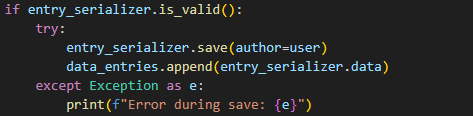 if entry_serializer.is_valid():
    try:
        entry_serializer.save(author=user)
        data_entries.append(entry_serializer.data)
    except Exception as e:
        print(f"Error during save: {e}")